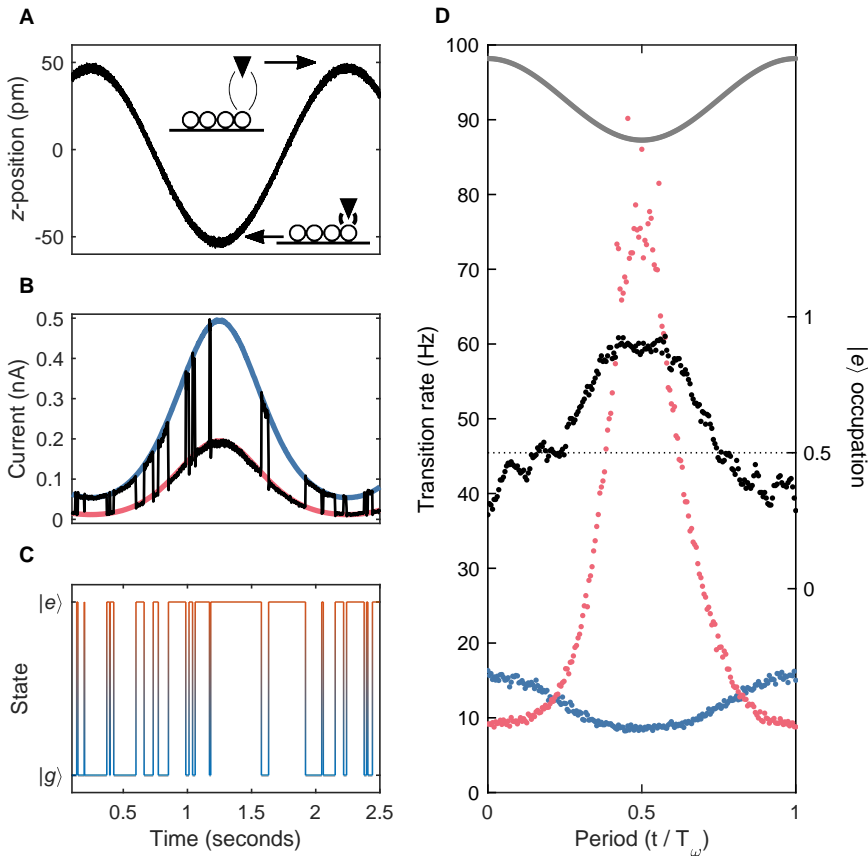 A
z-position (pm)
50
0
-50
B
Current (nA)
0.5
0.4
0.3
0.2
0.1
0
C
State
|e⟩
|g⟩
0.5
1
1.5
2
2.5
Time (seconds)
D
Transition rate (Hz)
100
90
80
70
60
50
40
30
20
10
0
1
0.5
0
|e⟩ occupation
0
0.5
1
Period (t / T_ω)